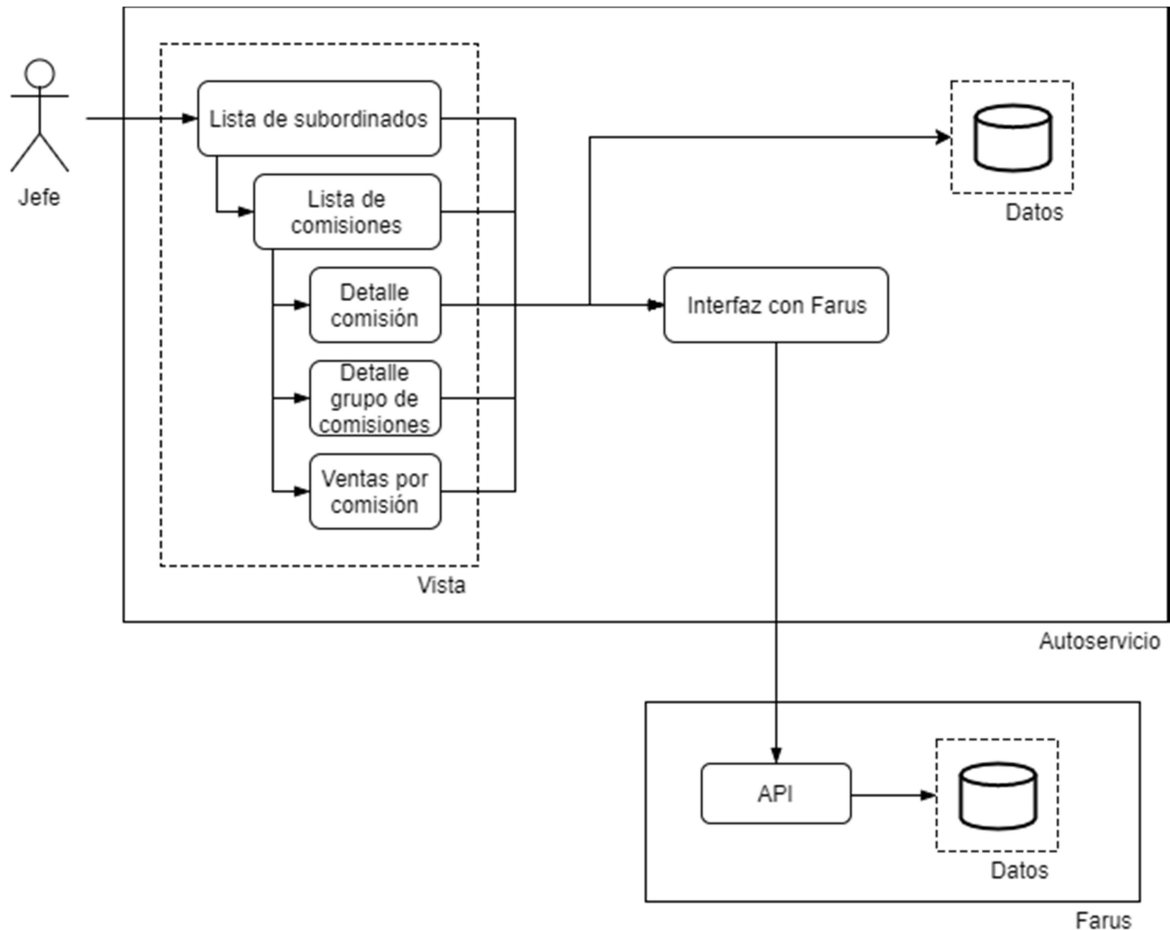 Jefe
Lista de subordinados
Lista de
comisiones
Detalle
comisión
Detalle
grupo de
comisiones
Ventas por
comisión
Vista
Interfaz con Farus
Datos
Autoservicio
API
Datos
Farus